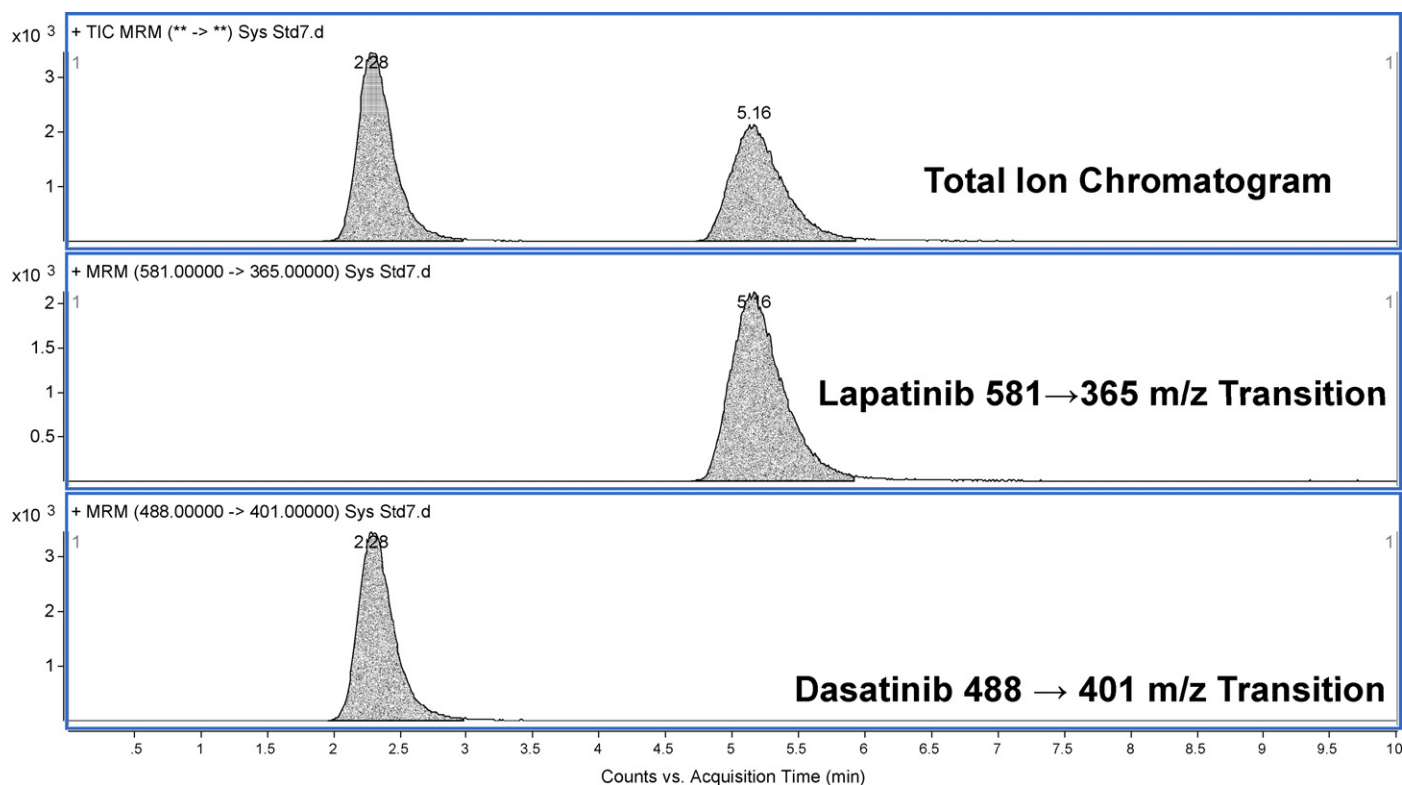 x10 3
+ TIC MRM (** -> **) Sys Std7.d
1
1
2.28
5.16
3
2
1
Total Ion Chromatogram
x10 3
+ MRM (581.00000 -> 365.00000) Sys Std7.d
1
1
5.16
2
1.5
1
0.5
Lapatinib 581→365 m/z Transition
x10 3
+ MRM (488.00000 -> 401.00000) Sys Std7.d
1
1
2.28
3
2
1
Dasatinib 488 → 401 m/z Transition
.5 1 1.5 2 2.5 3 3.5 4 4.5 5 5.5 6 6.5 7 7.5 8 8.5 9 9.5 10
Counts vs. Acquisition Time (min)